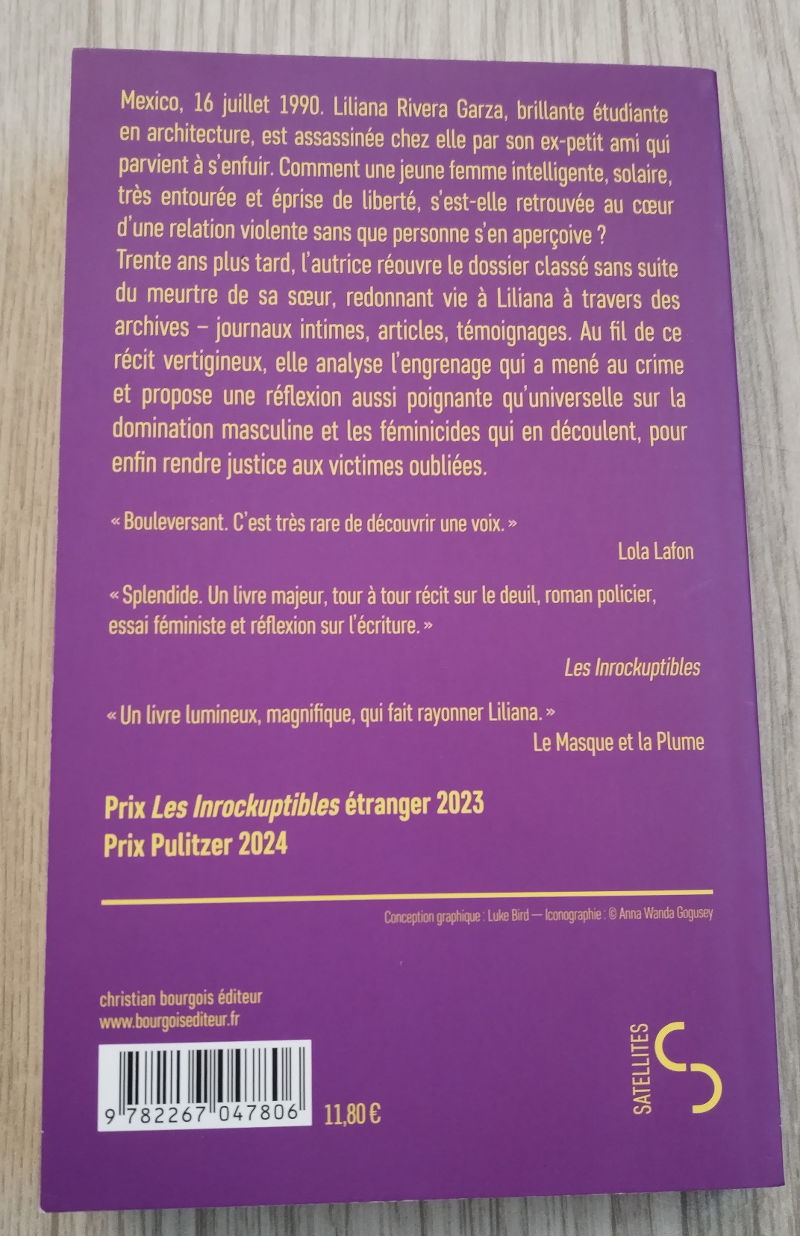 Mexico, 16 juillet 1990. Liliana Rivera Garza, brillante étudiante
en architecture, est assassinée chez elle par son ex-petit ami qui
parvient à s’enfuir. Comment une jeune femme intelligente, solaire,
très entourée et éprise de liberté, s’est-elle retrouvée au cœur
d’une relation violente sans que personne s’en aperçoive ?
Trente ans plus tard, l’autrice réouvre le dossier classé sans suite
du meurtre de sa sœur, redonnant vie à Liliana à travers des
archives – journaux intimes, articles, témoignages. Au fil de ce
récit vertigineux, elle analyse l’engrenage qui a mené au crime
et propose une réflexion aussi poignante qu’universelle sur la
domination masculine et les féminicides qui en découlent, pour
enfin rendre justice aux victimes oubliées.
« Bouleversant. C’est très rare de découvrir une voix. »
Lola Lafon
« Splendide. Un livre majeur, tour à tour récit sur le deuil, roman policier,
essai féministe et réflexion sur l’écriture. »
Les Inrockuptibles
« Un livre lumineux, magnifique, qui fait rayonner Liliana. »
Le Masque et la Plume
Prix Les Inrockuptibles étranger 2023
Prix Pulitzer 2024
Conception graphique : Luke Bird — Iconographie : © Anna Wanda Gogusey
christian bourgois éditeur
www.bourgoisediteur.fr
9 782267 047806
11,80 €
SATELLITES